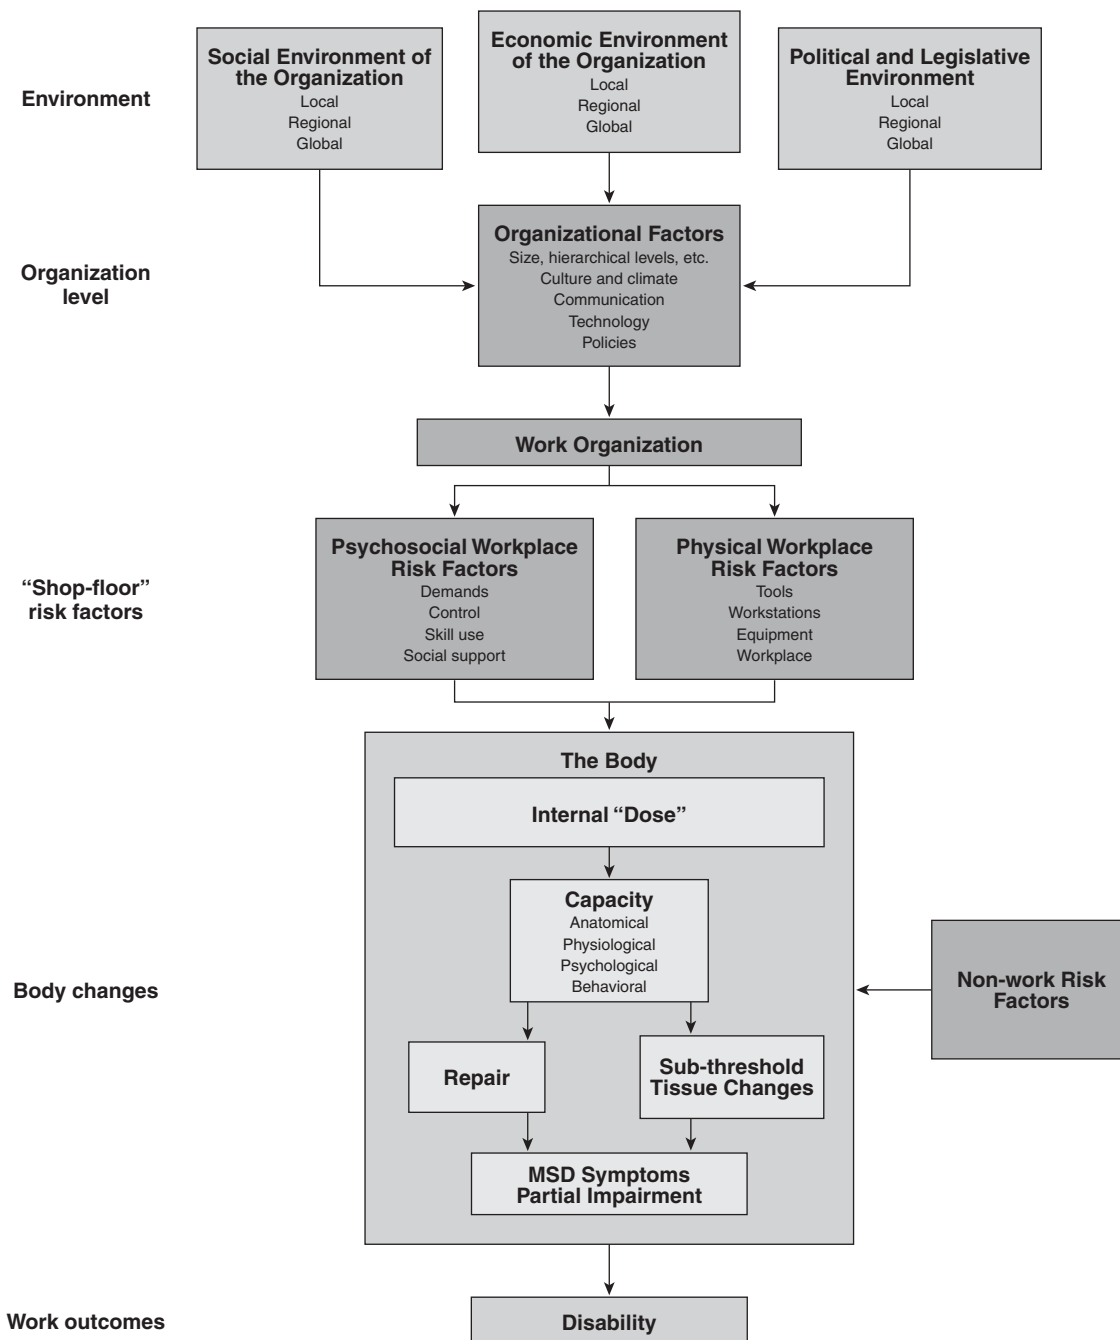 Environment
Social Environment of
the Organization
Local
Regional
Global
Economic Environment
of the Organization
Local
Regional
Global
Political and Legislative
Environment
Local
Regional
Global
Organization
level
Organizational Factors
Size, hierarchical levels, etc.
Culture and climate
Communication
Technology
Policies
Work Organization
“Shop-floor”
risk factors
Psychosocial Workplace
Risk Factors
Demands
Control
Skill use
Social support
Physical Workplace
Risk Factors
Tools
Workstations
Equipment
Workplace
Body changes
The Body
Internal “Dose”
Capacity
Anatomical
Physiological
Psychological
Behavioral
Repair
Sub-threshold
Tissue Changes
MSD Symptoms
Partial Impairment
Non-work Risk
Factors
Work outcomes
Disability